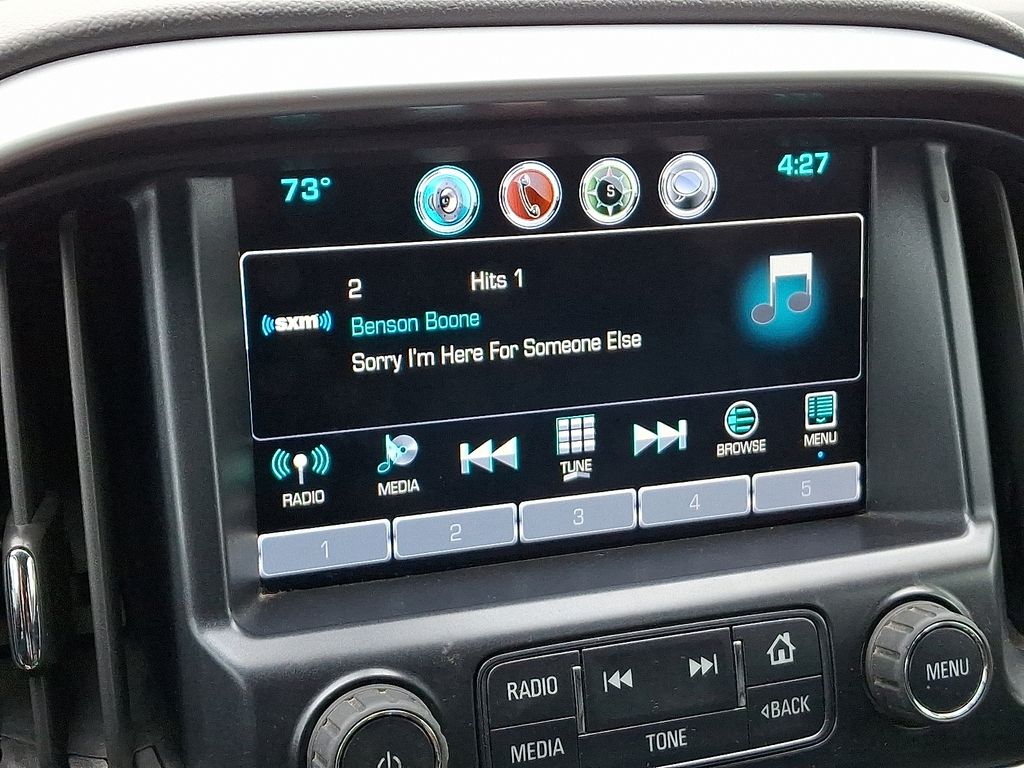 73° 4:27
S
2 Hits 1
((sxm))
Benson Boone
Sorry I'm Here For Someone Else
RADIO MEDIA TUNE BROWSE MENU
1 2 3 4 5
RADIO
MENU
◁BACK
MEDIA TONE